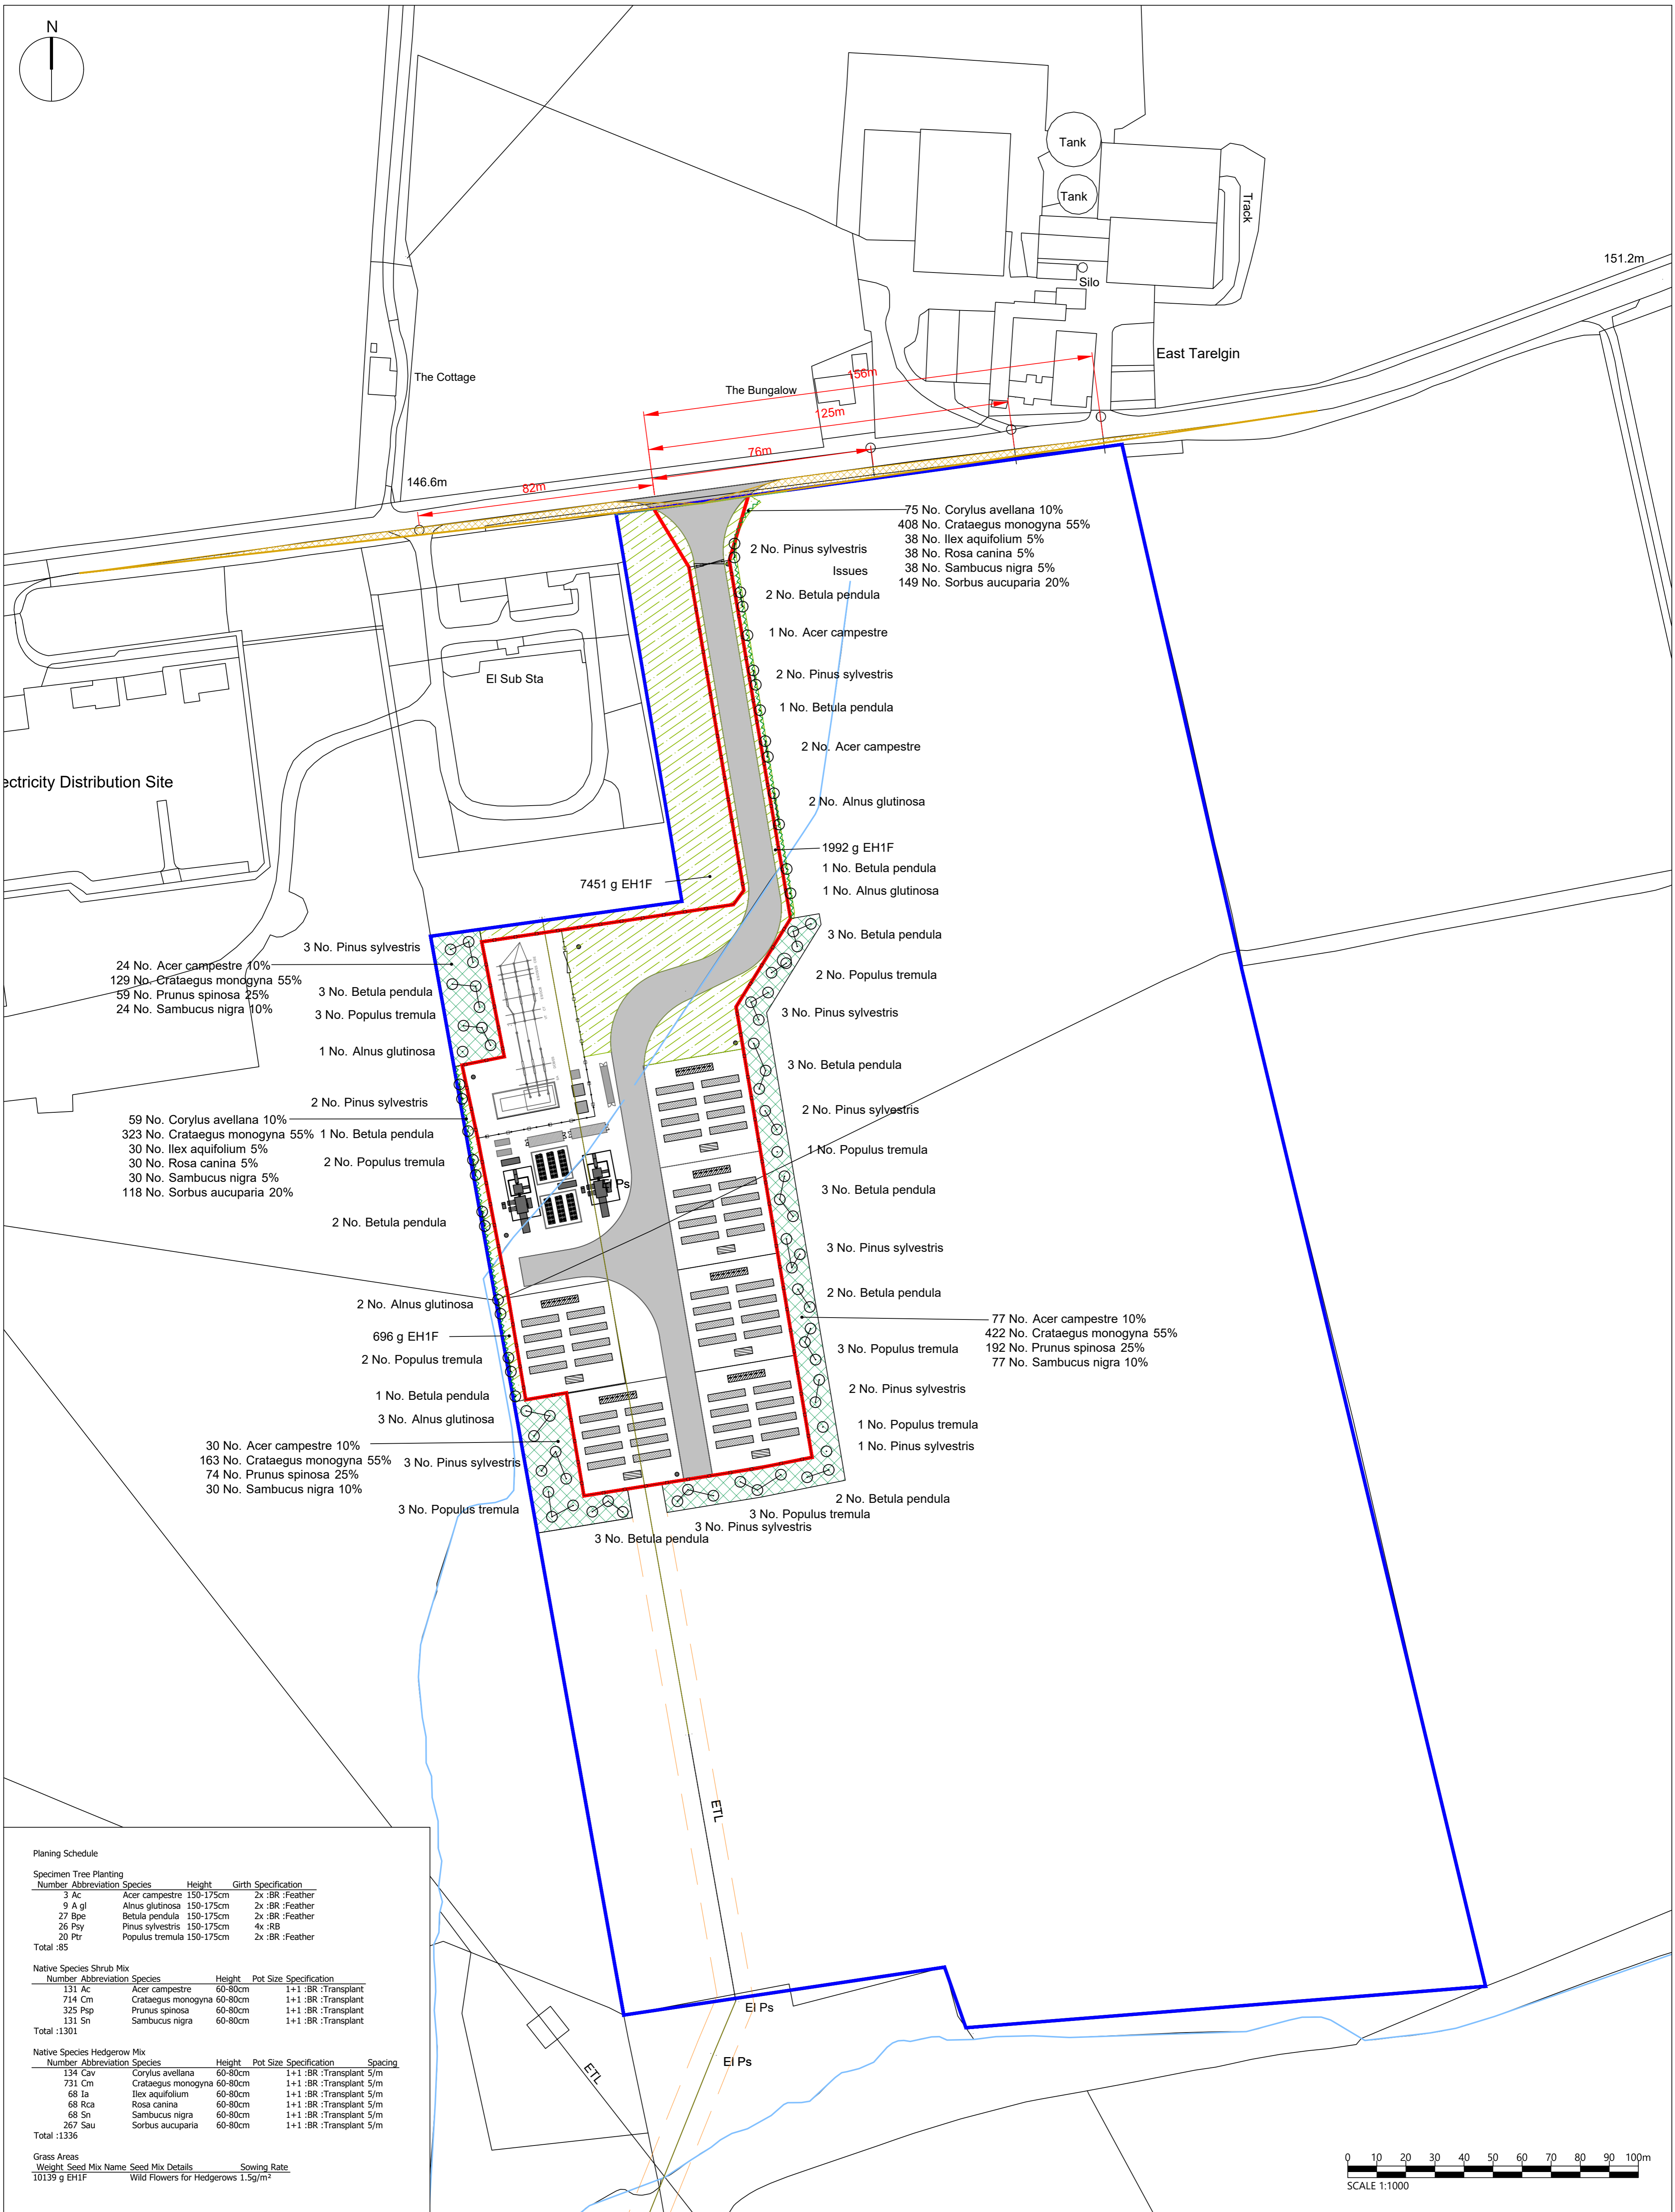 N
Tank
Tank
Track
Silo
151.2m
East Tarelgin
The Cottage
The Bungalow
156m
125m
76m
82m
146.6m
75 No. Corylus avellana 10%
408 No. Crataegus monogyna 55%
38 No. Ilex aquifolium 5%
38 No. Rosa canina 5%
38 No. Sambucus nigra 5%
149 No. Sorbus aucuparia 20%
2 No. Pinus sylvestris
Issues
2 No. Betula pendula
1 No. Acer campestre
2 No. Pinus sylvestris
El Sub Sta
1 No. Betula pendula
2 No. Acer campestre
ectricity Distribution Site
2 No. Alnus glutinosa
1992 g EH1F
1 No. Betula pendula
7451 g EH1F
1 No. Alnus glutinosa
3 No. Betula pendula
3 No. Pinus sylvestris
24 No. Acer campestre 10%
129 No. Crataegus monogyna 55%
59 No. Prunus spinosa 25%
24 No. Sambucus nigra 10%
2 No. Populus tremula
3 No. Betula pendula
3 No. Populus tremula
3 No. Pinus sylvestris
1 No. Alnus glutinosa
3 No. Betula pendula
2 No. Pinus sylvestris
2 No. Pinus sylvestris
59 No. Corylus avellana 10%
323 No. Crataegus monogyna 55%
30 No. Ilex aquifolium 5%
30 No. Rosa canina 5%
30 No. Sambucus nigra 5%
118 No. Sorbus aucuparia 20%
1 No. Betula pendula
1 No. Populus tremula
2 No. Populus tremula
El Ps
3 No. Betula pendula
2 No. Betula pendula
3 No. Pinus sylvestris
2 No. Betula pendula
2 No. Alnus glutinosa
77 No. Acer campestre 10%
422 No. Crataegus monogyna 55%
192 No. Prunus spinosa 25%
77 No. Sambucus nigra 10%
696 g EH1F
3 No. Populus tremula
2 No. Populus tremula
2 No. Pinus sylvestris
1 No. Betula pendula
3 No. Alnus glutinosa
1 No. Populus tremula
1 No. Pinus sylvestris
30 No. Acer campestre 10%
163 No. Crataegus monogyna 55%
74 No. Prunus spinosa 25%
30 No. Sambucus nigra 10%
3 No. Pinus sylvestris
2 No. Betula pendula
3 No. Populus tremula
3 No. Populus tremula
3 No. Pinus sylvestris
3 No. Betula pendula
ETL
El Ps
El Ps
ETL
Planing Schedule
Specimen Tree Planting
Number Abbreviation Species Height Girth Specification
3 Ac Acer campestre 150-175cm 2x :BR :Feather
9 A gl Alnus glutinosa 150-175cm 2x :BR :Feather
27 Bpe Betula pendula 150-175cm 2x :BR :Feather
26 Psy Pinus sylvestris 150-175cm 4x :RB
20 Ptr Populus tremula 150-175cm 2x :BR :Feather
Total :85
Native Species Shrub Mix
Number Abbreviation Species Height Pot Size Specification
131 Ac Acer campestre 60-80cm 1+1 :BR :Transplant
714 Cm Crataegus monogyna 60-80cm 1+1 :BR :Transplant
325 Psp Prunus spinosa 60-80cm 1+1 :BR :Transplant
131 Sn Sambucus nigra 60-80cm 1+1 :BR :Transplant
Total :1301
Native Species Hedgerow Mix
Number Abbreviation Species Height Pot Size Specification Spacing
134 Cav Corylus avellana 60-80cm 1+1 :BR :Transplant 5/m
731 Cm Crataegus monogyna 60-80cm 1+1 :BR :Transplant 5/m
68 Ia Ilex aquifolium 60-80cm 1+1 :BR :Transplant 5/m
68 Rca Rosa canina 60-80cm 1+1 :BR :Transplant 5/m
68 Sn Sambucus nigra 60-80cm 1+1 :BR :Transplant 5/m
267 Sau Sorbus aucuparia 60-80cm 1+1 :BR :Transplant 5/m
Total :1336
Grass Areas
Weight Seed Mix Name Seed Mix Details Sowing Rate
10139 g EH1F Wild Flowers for Hedgerows 1.5g/m²
0 10 20 30 40 50 60 70 80 90 100m
SCALE 1:1000